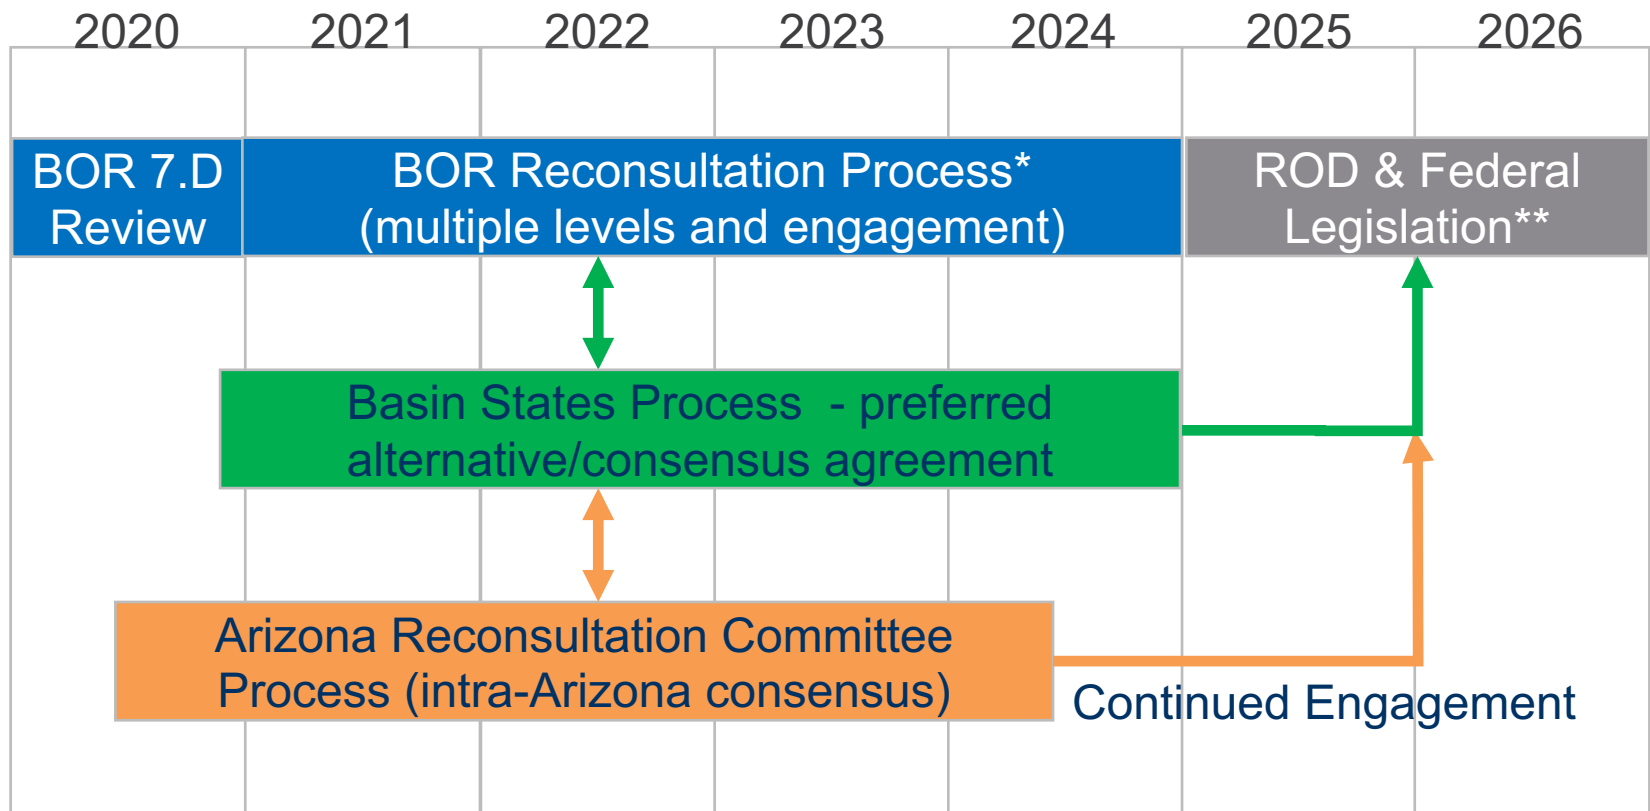 2020 2021 2022 2023 2024 2025 2026
BOR 7.D
Review
BOR Reconsultation Process*
(multiple levels and engagement)
ROD & Federal
Legislation**
Basin States Process - preferred
alternative/consensus agreement
Arizona Reconsultation Committee
Process (intra-Arizona consensus)
Continued Engagement